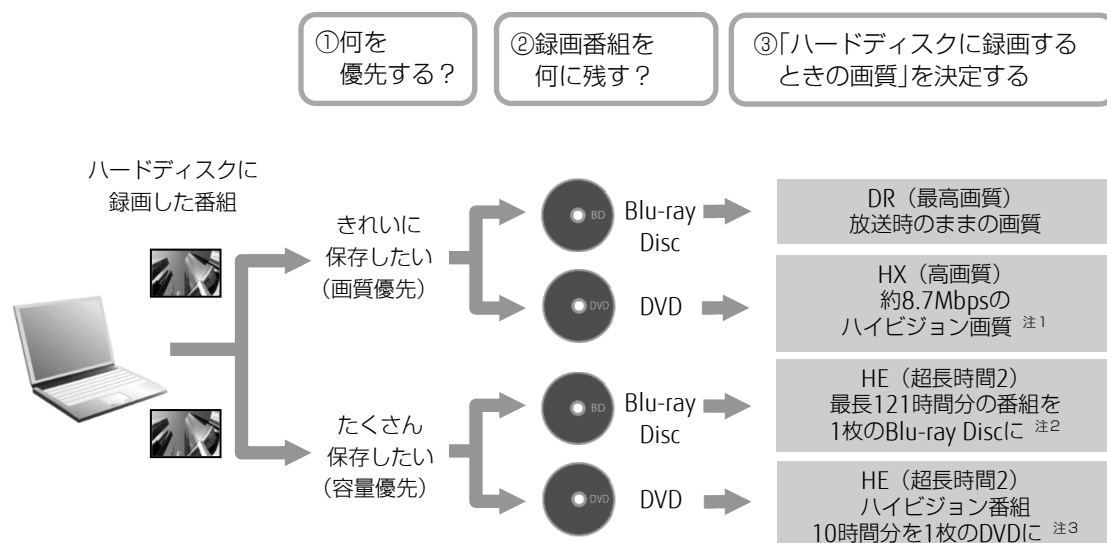 ①何を
優先する？
②録画番組を
何に残す？
③「ハードディスクに録画する
ときの画質」を決定する
ハードディスクに
録画した番組
きれいに
保存したい
（画質優先）
BD
Blu-ray
Disc
DR（最高画質）
放送時のままの画質
DVD
DVD
HX（高画質）
約8.7Mbpsの
ハイビジョン画質 注1
たくさん
保存したい
（容量優先）
BD
Blu-ray
Disc
HE（超長時間2）
最長121時間分の番組を
1枚のBlu-ray Discに 注2
DVD
DVD
HE（超長時間2）
ハイビジョン番組
10時間分を1枚のDVDに 注3